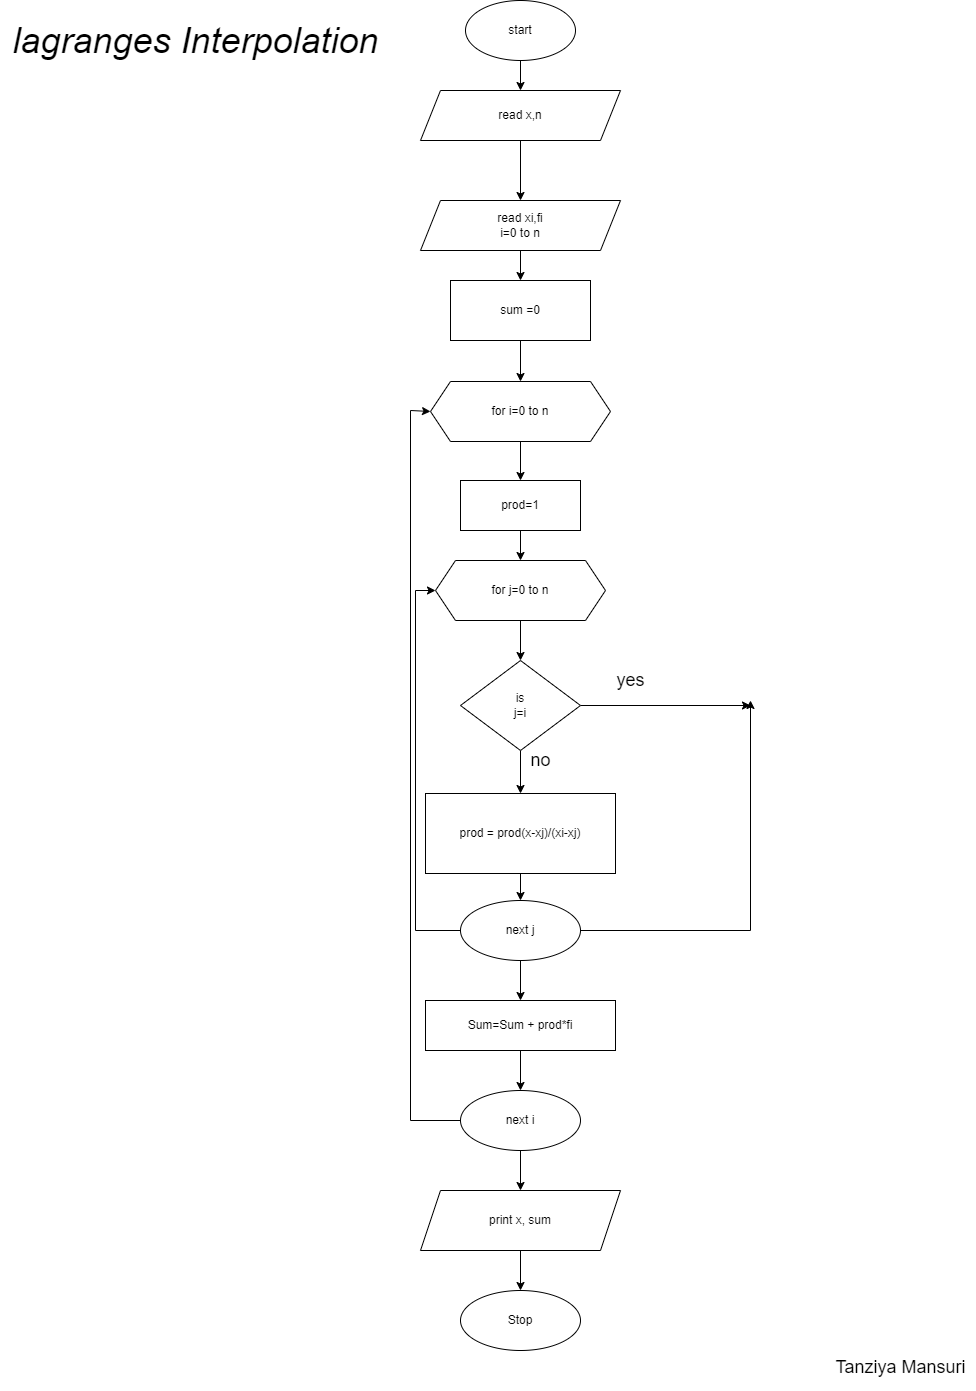 lagranges Interpolation
start
read x,n
read xi,fi
i=0 to n
sum =0
for i=0 to n
prod=1
for j=0 to n
is
j=i
yes
no
prod = prod(x-xj)/(xi-xj)
next j
Sum=Sum + prod*fi
next i
print x, sum
Stop
Tanziya Mansuri